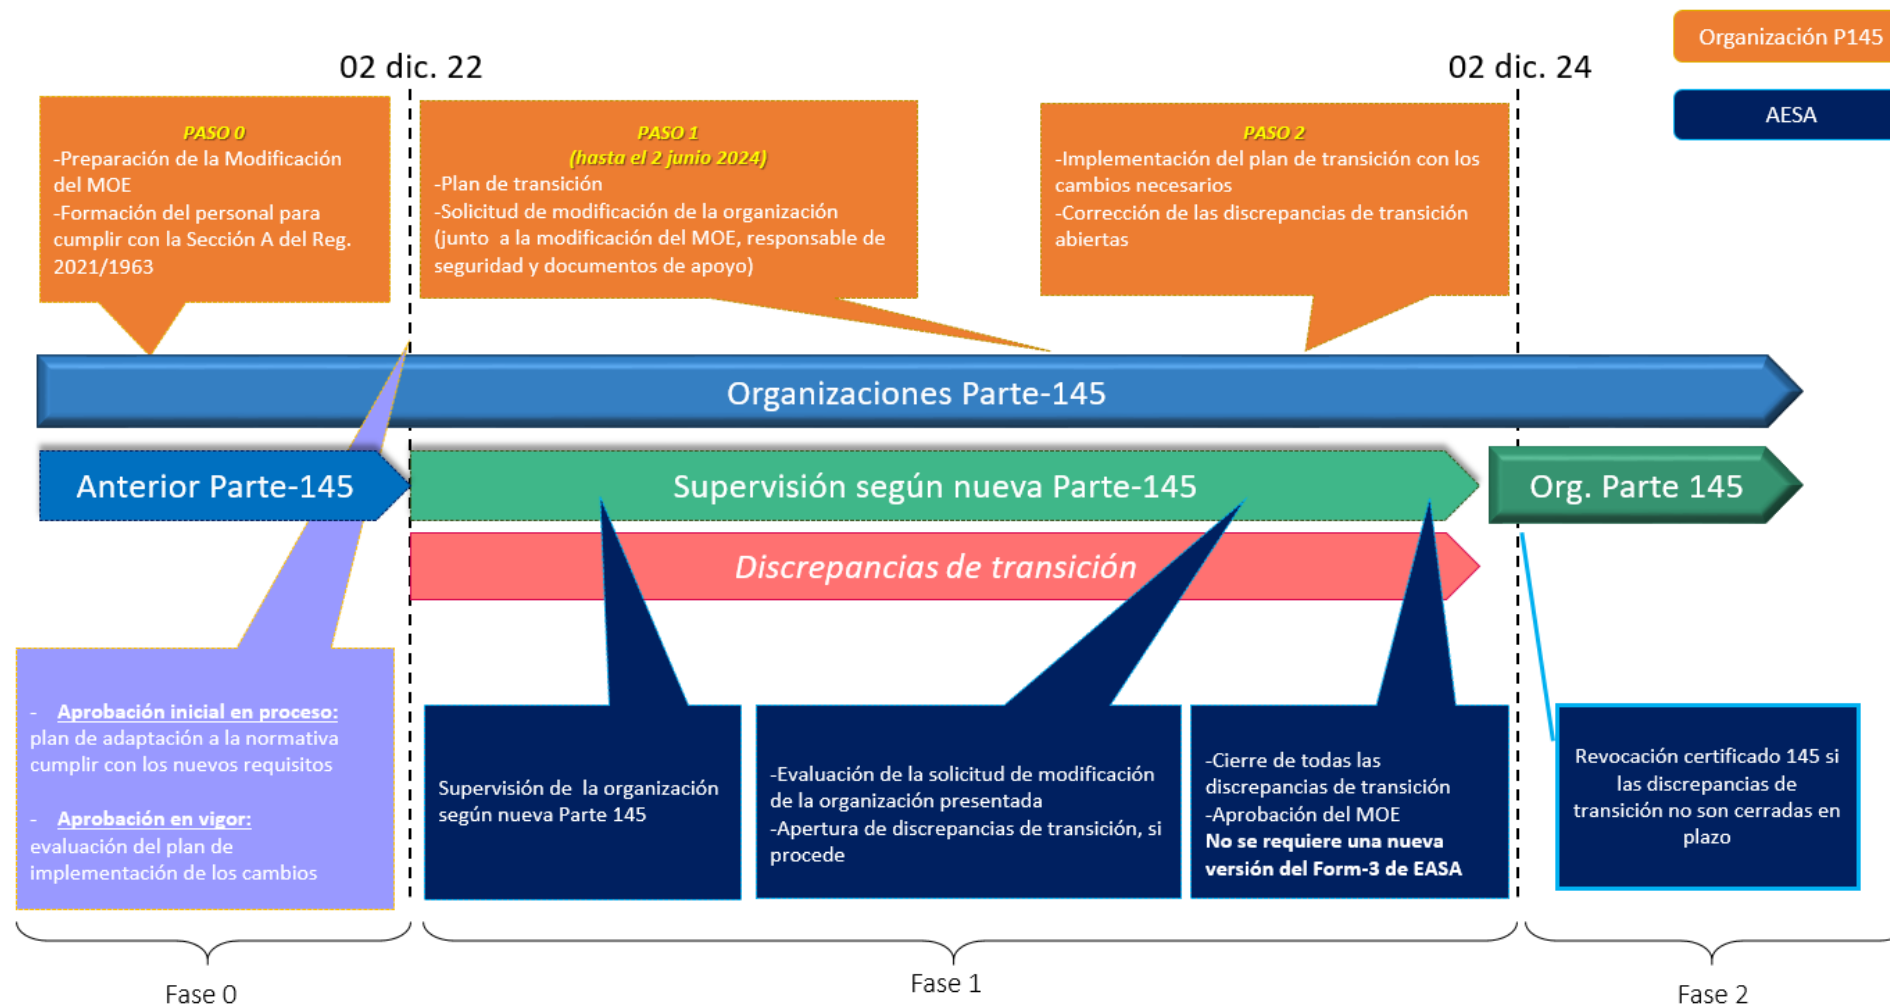 Organización P145
AESA
02 dic. 22
02 dic. 24
PASO 0
-Preparación de la Modificación
del MOE
-Formación del personal para
cumplir con la Sección A del Reg.
2021/1963
PASO 1
(hasta el 2 junio 2024)
-Plan de transición
-Solicitud de modificación de la organización
(junto a la modificación del MOE, responsable de
seguridad y documentos de apoyo)
PASO 2
-Implementación del plan de transición con los
cambios necesarios
-Corrección de las discrepancias de transición
abiertas
Organizaciones Parte-145
Anterior Parte-145
Supervisión según nueva Parte-145
Org. Parte 145
Discrepancias de transición
- Aprobación inicial en proceso:
plan de adaptación a la normativa
cumplir con los nuevos requisitos
- Aprobación en vigor:
evaluación del plan de
implementación de los cambios
Supervisión de la organización
según nueva Parte 145
-Evaluación de la solicitud de modificación
de la organización presentada
-Apertura de discrepancias de transición, si
procede
-Cierre de todas las
discrepancias de transición
-Aprobación del MOE
No se requiere una nueva
versión del Form-3 de EASA
Revocación certificado 145 si
las discrepancias de
transición no son cerradas en
plazo
Fase 0
Fase 1
Fase 2